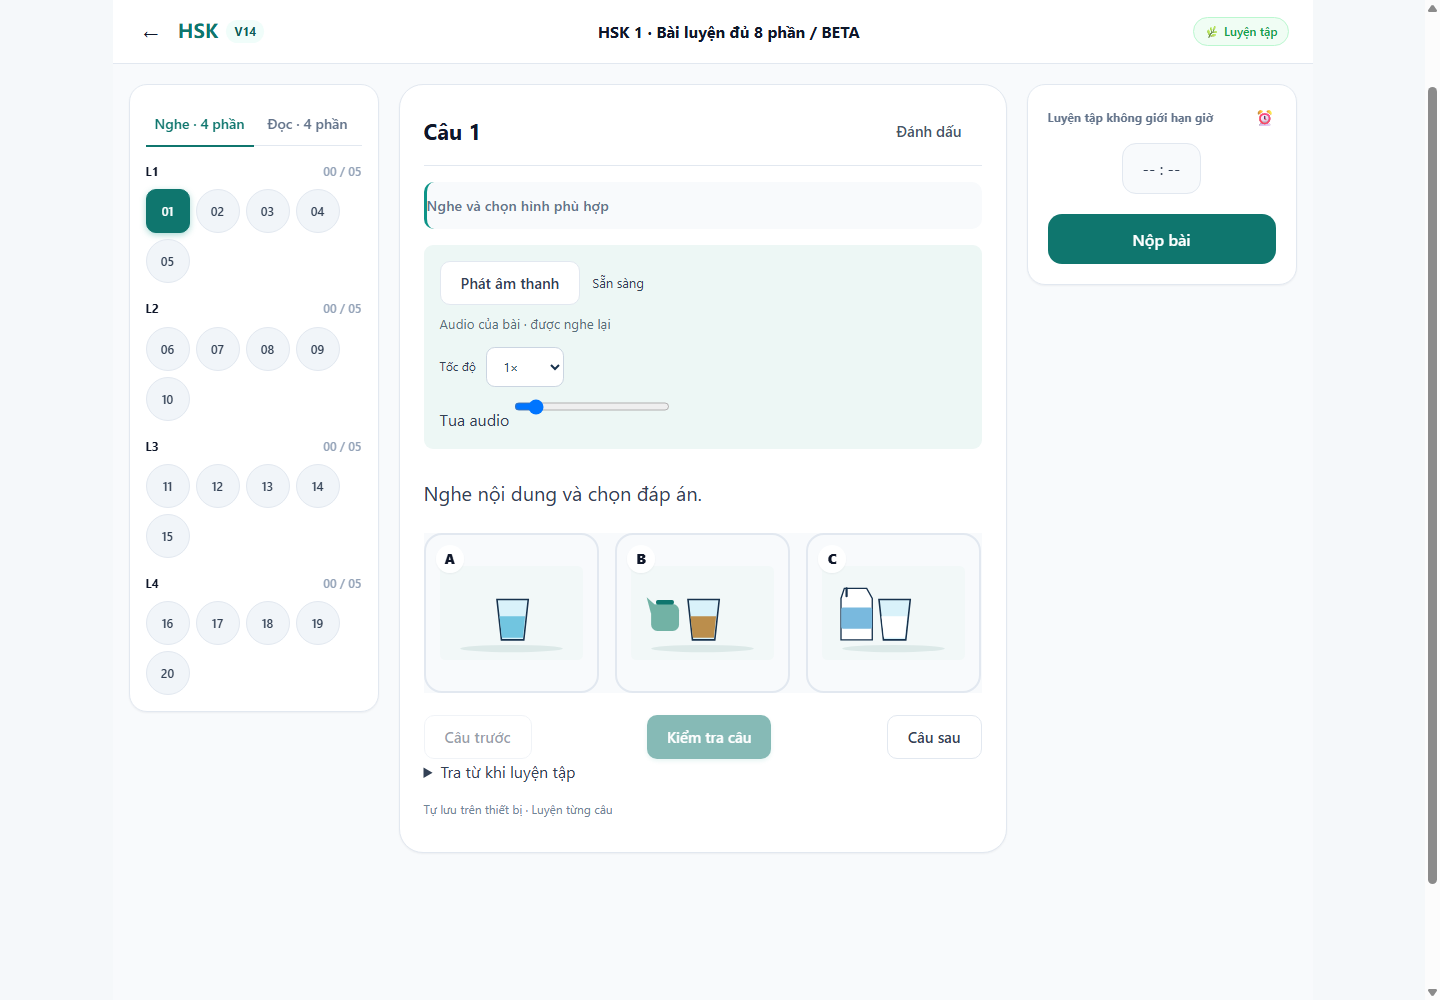 ← HSK V14
HSK 1 · Bài luyện đủ 8 phần / BETA
Luyện tập
Nghe · 4 phần
Đọc · 4 phần
L1
00 / 05
01
02
03
04
05
L2
00 / 05
06
07
08
09
10
L3
00 / 05
11
12
13
14
15
L4
00 / 05
16
17
18
19
20
Câu 1
Đánh dấu
Nghe và chọn hình phù hợp
Phát âm thanh
Sẵn sàng
Audio của bài · được nghe lại
Tốc độ
1×
Tua audio
Nghe nội dung và chọn đáp án.
A
B
C
Câu trước
Kiểm tra câu
Câu sau
Tra từ khi luyện tập
Tự lưu trên thiết bị · Luyện từng câu
Luyện tập không giới hạn giờ
-- : --
Nộp bài